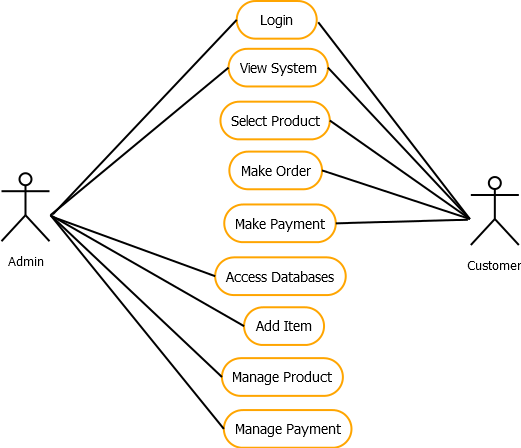 Login
View System
Select Product
Make Order
Make Payment
Admin
Customer
Access Databases
Add Item
Manage Product
Manage Payment